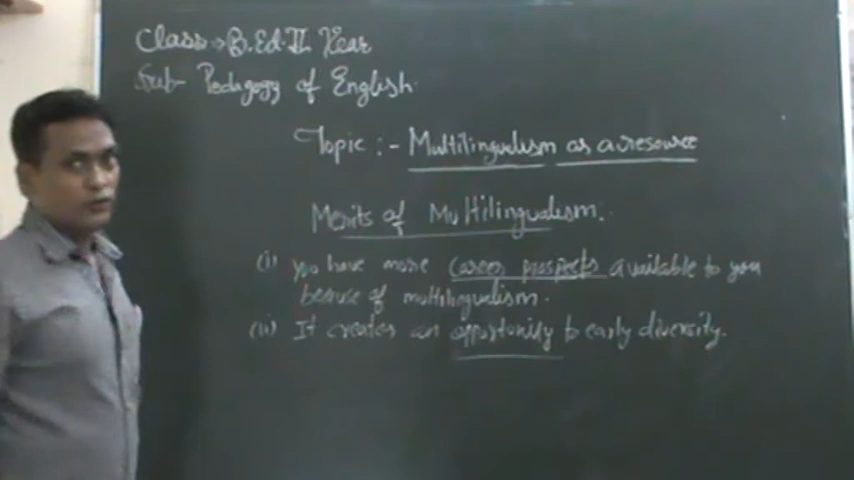 Class → B.Ed. II Year
Sub- Pedagogy of English.
Topic :- Multilingualism as a resource
Merits of Multilingualism:
(i) you have more career prospects available to you
because of multilingualism.
(ii) It creates an opportunity to early diversity.